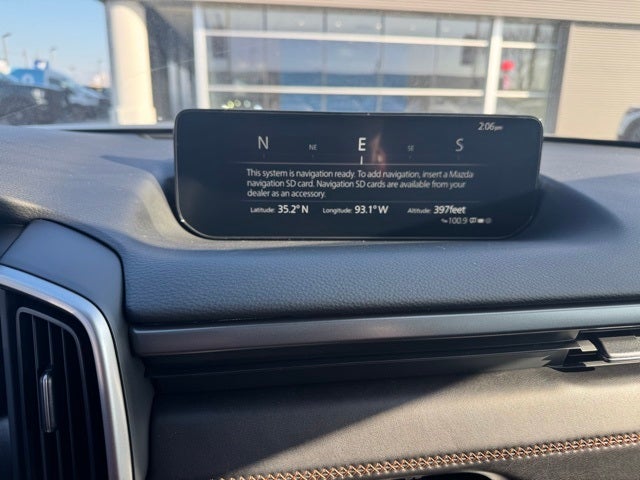 2:06pm
N NE E SE S
This system is navigation ready. To add navigation, insert a Mazda
navigation SD card. Navigation SD cards are available from your
dealer as an accessory.
Latitude: 35.2° N Longitude: 93.1° W Altitude: 397feet
100.9